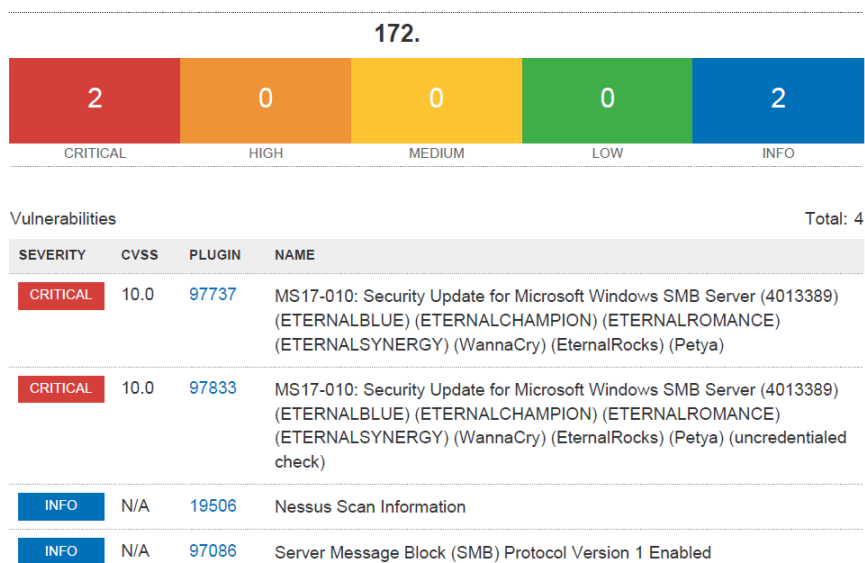 172.
2 0 0 0 2
CRITICAL HIGH MEDIUM LOW INFO
Vulnerabilities Total: 4
SEVERITY CVSS PLUGIN NAME
CRITICAL 10.0 97737 MS17-010: Security Update for Microsoft Windows SMB Server (4013389)
(ETERNALBLUE) (ETERNALCHAMPION) (ETERNALROMANCE)
(ETERNALSYNERGY) (WannaCry) (EternalRocks) (Petya)
CRITICAL 10.0 97833 MS17-010: Security Update for Microsoft Windows SMB Server (4013389)
(ETERNALBLUE) (ETERNALCHAMPION) (ETERNALROMANCE)
(ETERNALSYNERGY) (WannaCry) (EternalRocks) (Petya) (uncredentialed
check)
INFO N/A 19506 Nessus Scan Information
INFO N/A 97086 Server Message Block (SMB) Protocol Version 1 Enabled